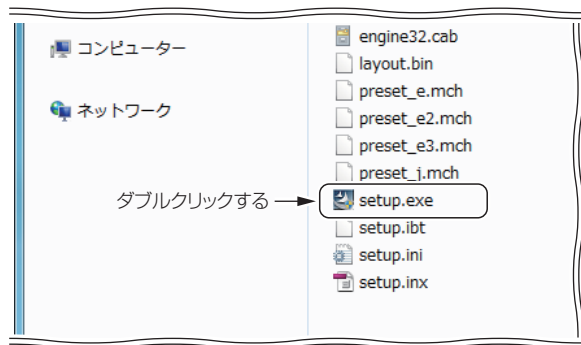 コンピューター
ネットワーク
engine32.cab
layout.bin
preset_e.mch
preset_e2.mch
preset_e3.mch
preset_j.mch
ダブルクリックする
setup.exe
setup.ibt
setup.ini
setup.inx